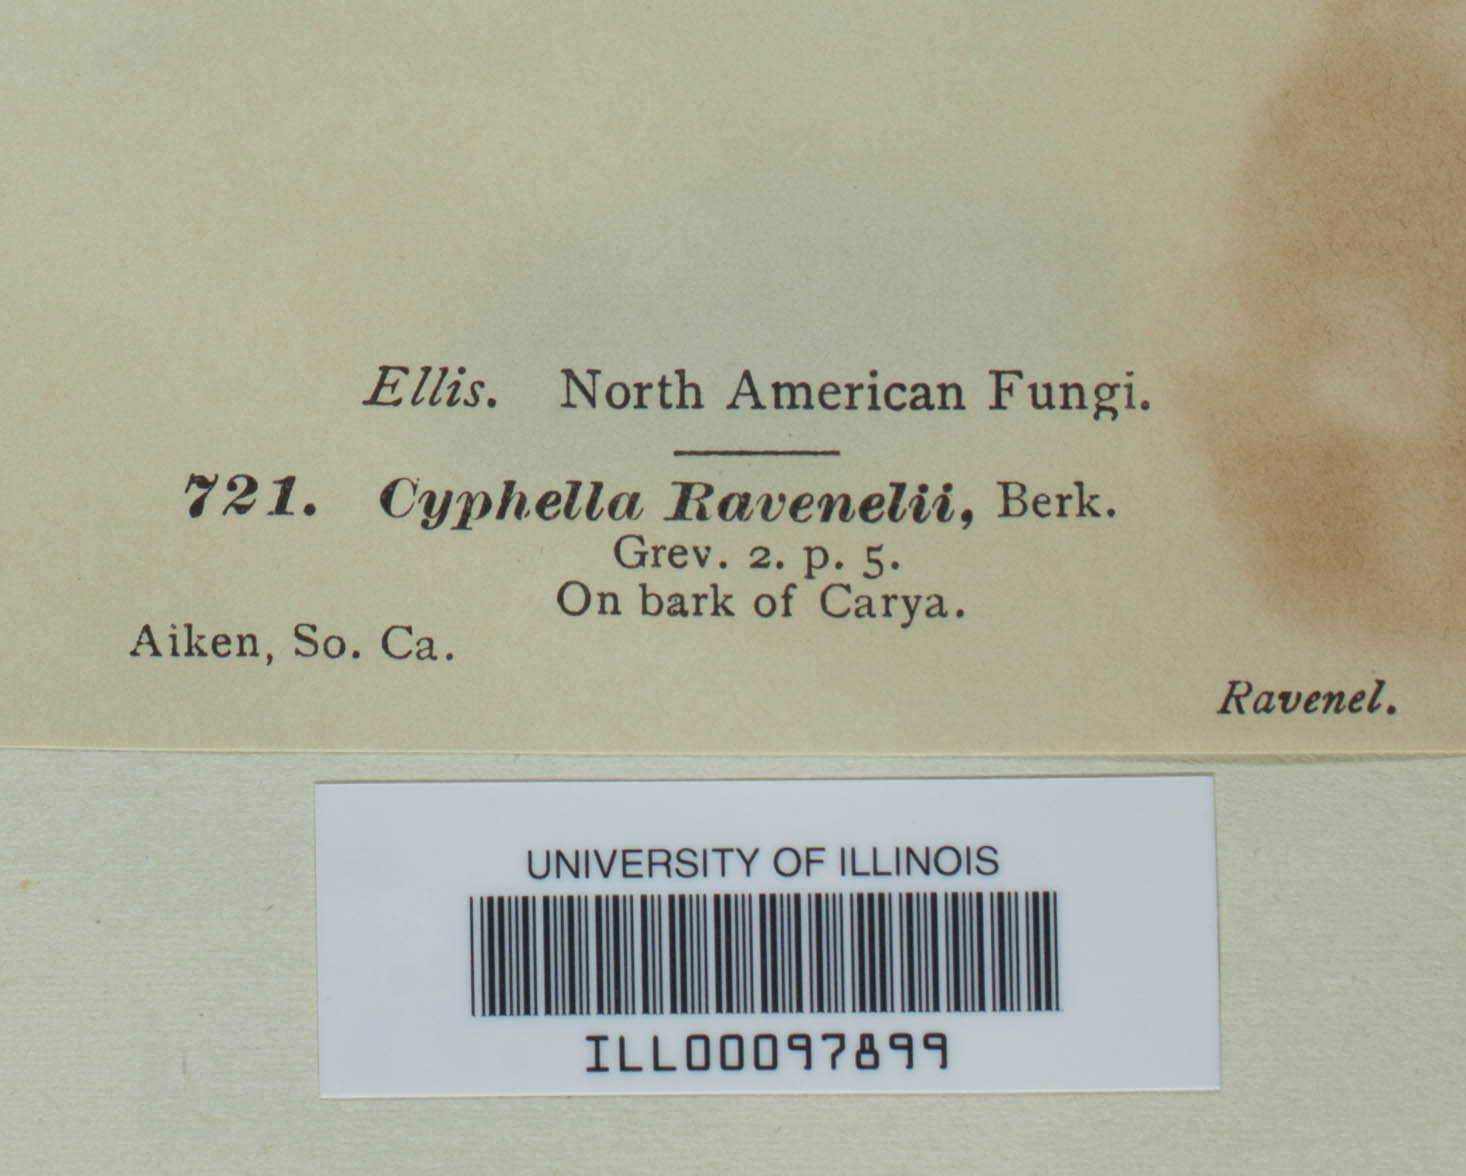 Ellis. North American Fungi.
721. Cyphella Ravenelii, Berk.
Grev. 2. p. 5.
On bark of Carya.
Aiken, So. Ca.
Ravenel.
UNIVERSITY OF ILLINOIS
ILL00097899